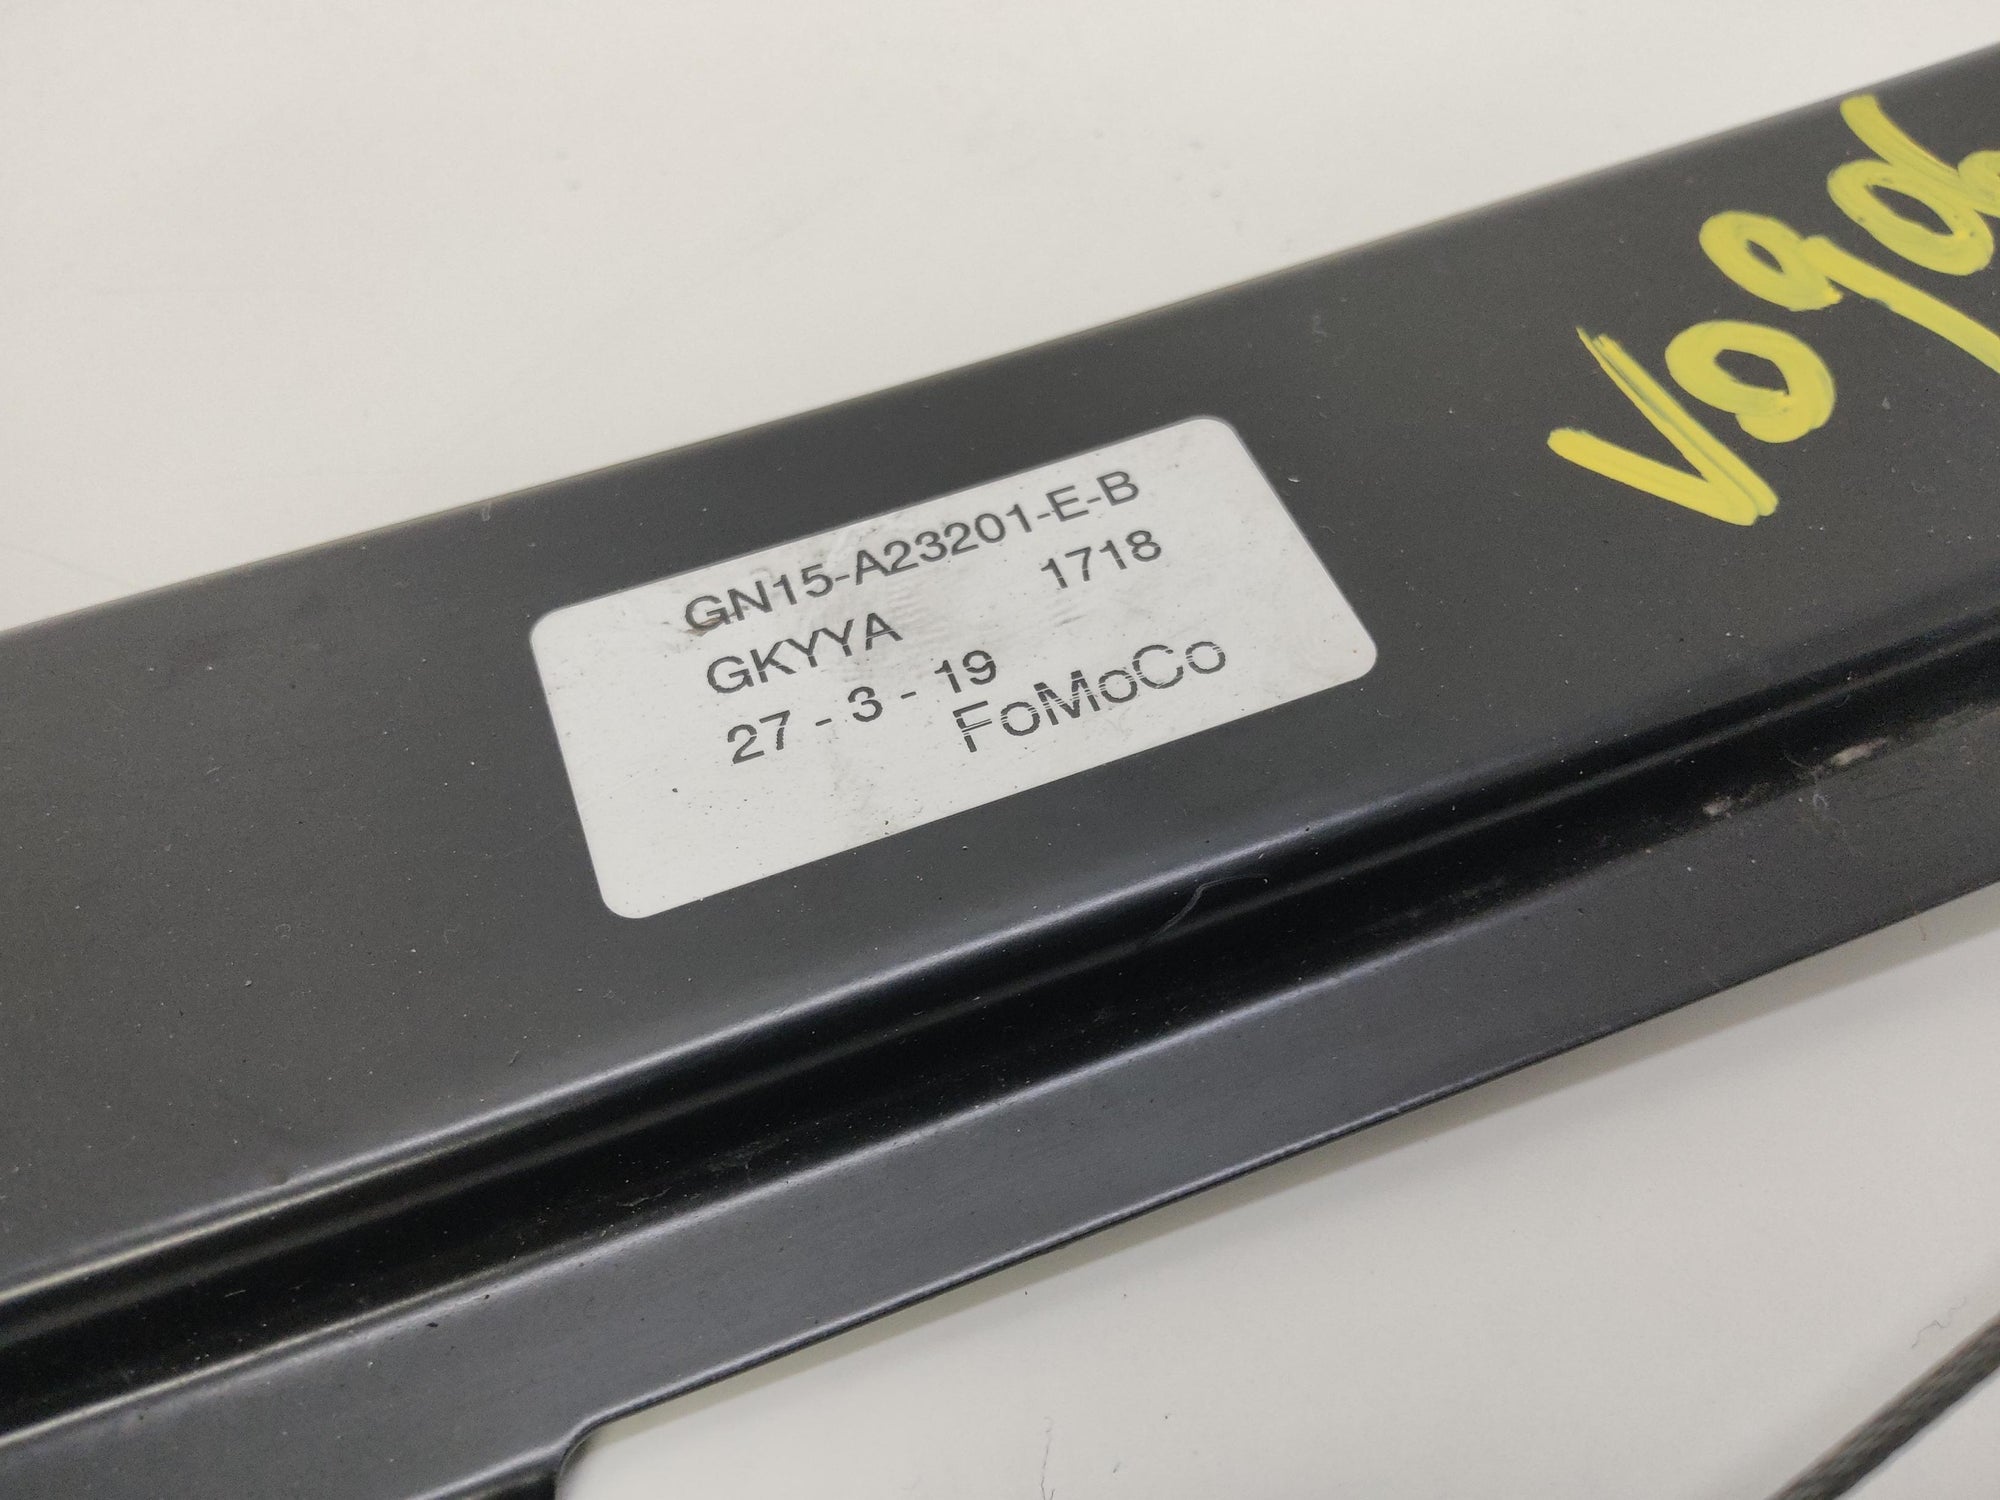 GN15-A23201-E-B
GKYYA 1718
27 - 3 - 19
FoMoCo